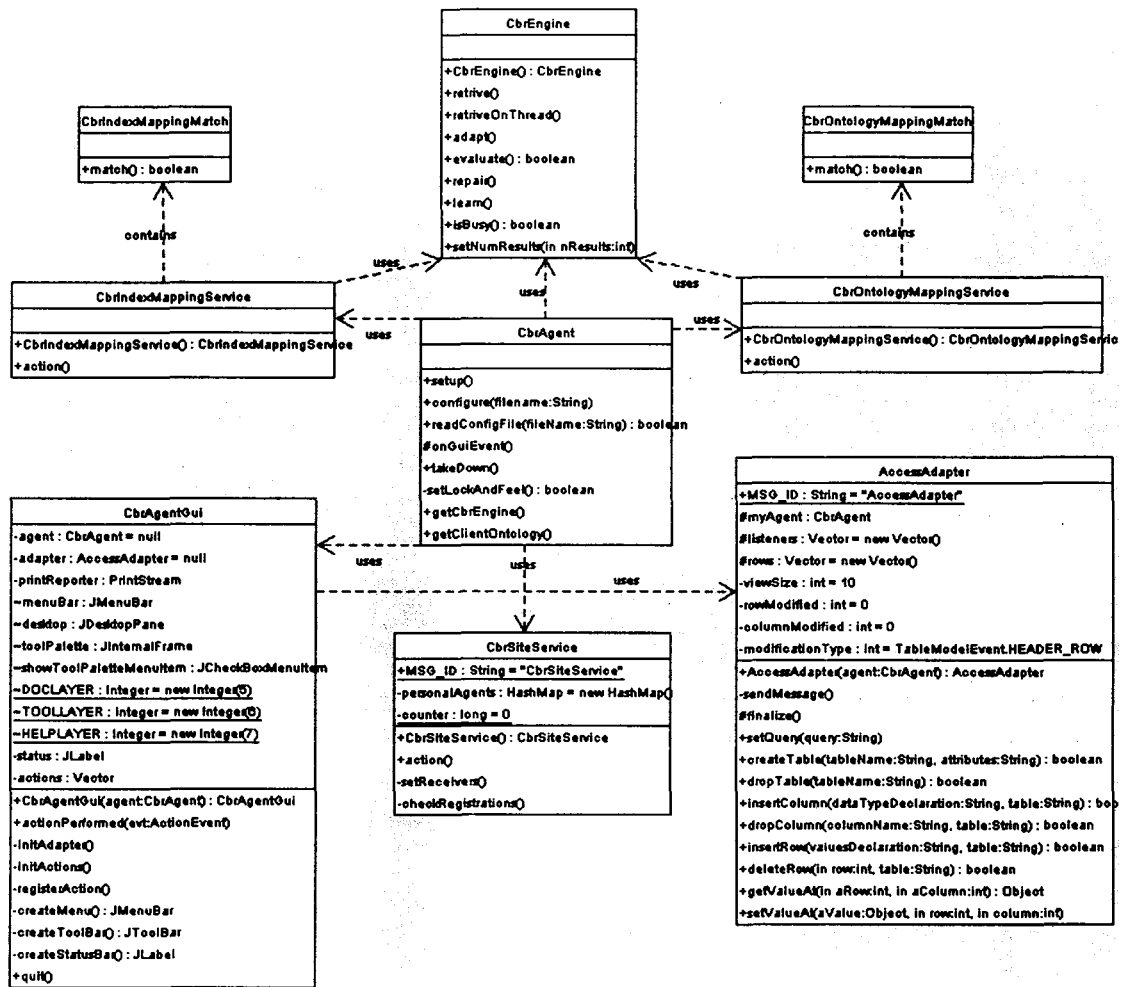 CbrEngine
+CbrEngine() : CbrEngine
+retrive()
+retriveOnThread()
+adapt()
+evaluate() : boolean
+repair()
+learn()
+isBusy() : boolean
+setNumResults(in nResults:int)
CbrIndexMappingMatch
+match() : boolean
CbrOntologyMappingMatch
+match() : boolean
contains
contains
uses
uses
uses
CbrIndexMappingService
+CbrIndexMappingService() : CbrIndexMappingService
+action()
uses
uses
CbrOntologyMappingService
+CbrOntologyMappingService() : CbrOntologyMappingServic
+action()
CbrAgent
+setup()
+configure(filename:String)
+readConfigFile(fileName:String) : boolean
#onGuiEvent()
+takeDown()
-setLockAndFeel() : boolean
+getCbrEngine()
+getClientOntology()
uses
uses
uses
CbrAgentGui
-agent : CbrAgent = null
-adapter : AccessAdapter = null
-printReporter : PrintStream
~menuBar : JMenuBar
~desktop : JDesktopPane
~toolPalette : JInternalFrame
~showToolPaletteMenuItem : JCheckBoxMenuItem
~DOCLAYER : Integer = new Integer(5)
~TOOLLAYER : Integer = new Integer(6)
~HELPLAYER : Integer = new Integer(7)
-status : JLabel
-actions : Vector
+CbrAgentGui(agent:CbrAgent) : CbrAgentGui
+actionPerformed(evt:ActionEvent)
-initAdapter()
-initActions()
-registerAction()
-createMenu() : JMenuBar
-createToolBar() : JToolBar
-createStatusBar() : JLabel
+quit()
CbrSiteService
+MSG_ID : String = "CbrSiteService"
-personalAgents : HashMap = new HashMap()
-counter : long = 0
+CbrSiteService() : CbrSiteService
+action()
-setReceivers()
-checkRegistrations()
AccessAdapter
+MSG_ID : String = "AccessAdapter"
#myAgent : CbrAgent
#listeners : Vector = new Vector()
#rows : Vector = new Vector()
-viewSize : int = 10
-rowModified : int = 0
-columnModified : int = 0
-modificationType : int = TableModelEvent.HEADER_ROW
+AccessAdapter(agent:CbrAgent) : AccessAdapter
-sendMessage()
#finalize()
+setQuery(query:String)
+createTable(tableName:String, attributes:String) : boolean
+dropTable(tableName:String) : boolean
+insertColumn(dataTypeDeclaration:String, table:String) : boo
+dropColumn(columnName:String, table:String) : boolean
+insertRow(valuesDeclaration:String, table:String) : boolean
+deleteRow(in row:int, table:String) : boolean
+getValueAt(in aRow:int, in aColumn:int) : Object
+setValueAt(aValue:Object, in row:int, in column:int)